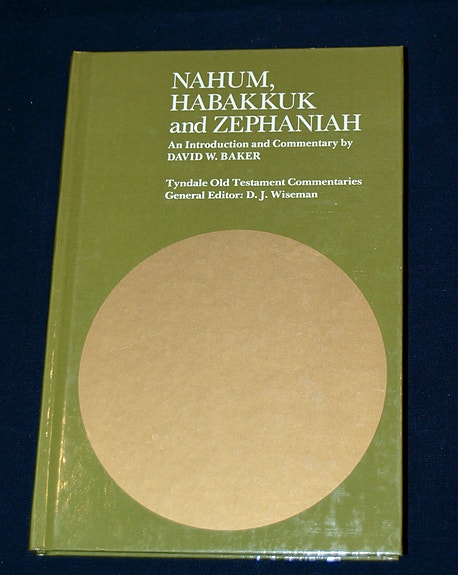 NAHUM,
HABAKKUK
and ZEPHANIAH
An Introduction and Commentary by
DAVID W. BAKER
Tyndale Old Testament Commentaries
General Editor: D. J. Wiseman